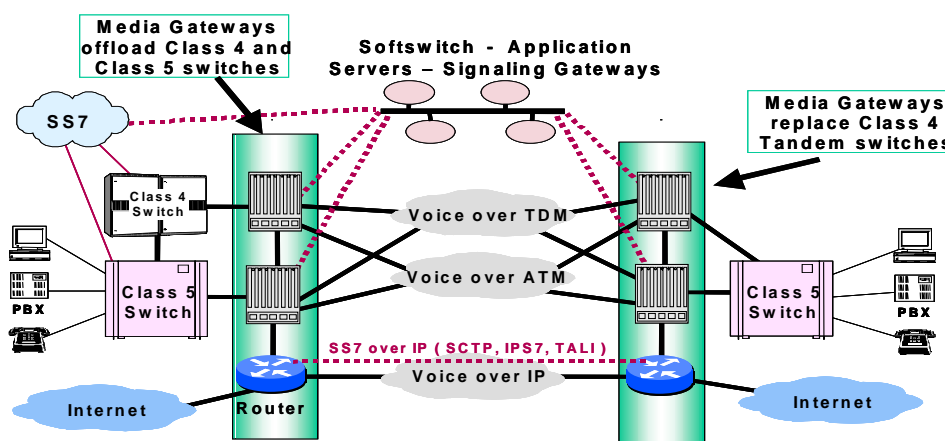 Media Gateways
offload Class 4 and
Class 5 switches
Softswitch - Application
Servers – Signaling Gateways
Media Gateways
replace Class 4
Tandem switches
SS7
Class 4
Switch
Voice over TDM
Voice over ATM
PBX
Class 5
Switch
Class 5
Switch
PBX
SS7 over IP ( SCTP, IPS7, TALI )
Voice over IP
Internet
Router
Internet